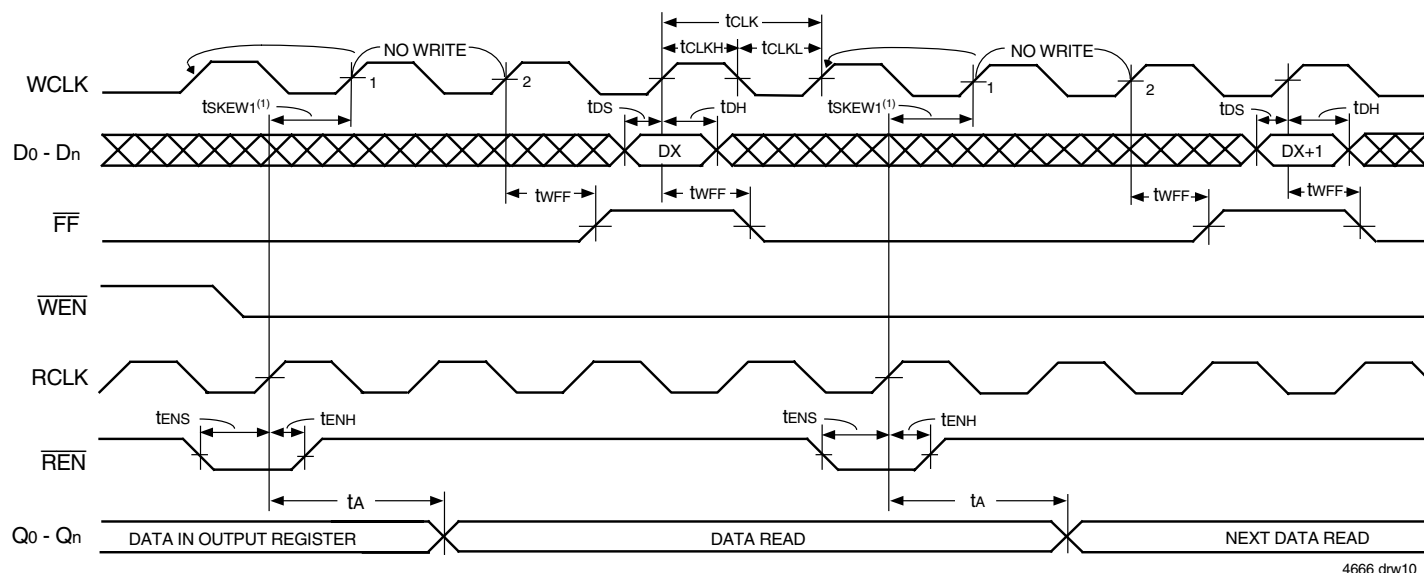 tCLK
NO WRITE tCLKH tCLKL NO WRITE
WCLK 1 2 1 2
tSKEW1(1) tDS tDH tSKEW1(1) tDS tDH
D0 - Dn DX DX+1
tWFF tWFF tWFF tWFF
FF
WEN
RCLK
tENS tENH tENS tENH
REN
tA tA
Q0 - Qn DATA IN OUTPUT REGISTER DATA READ NEXT DATA READ
4666 drw10